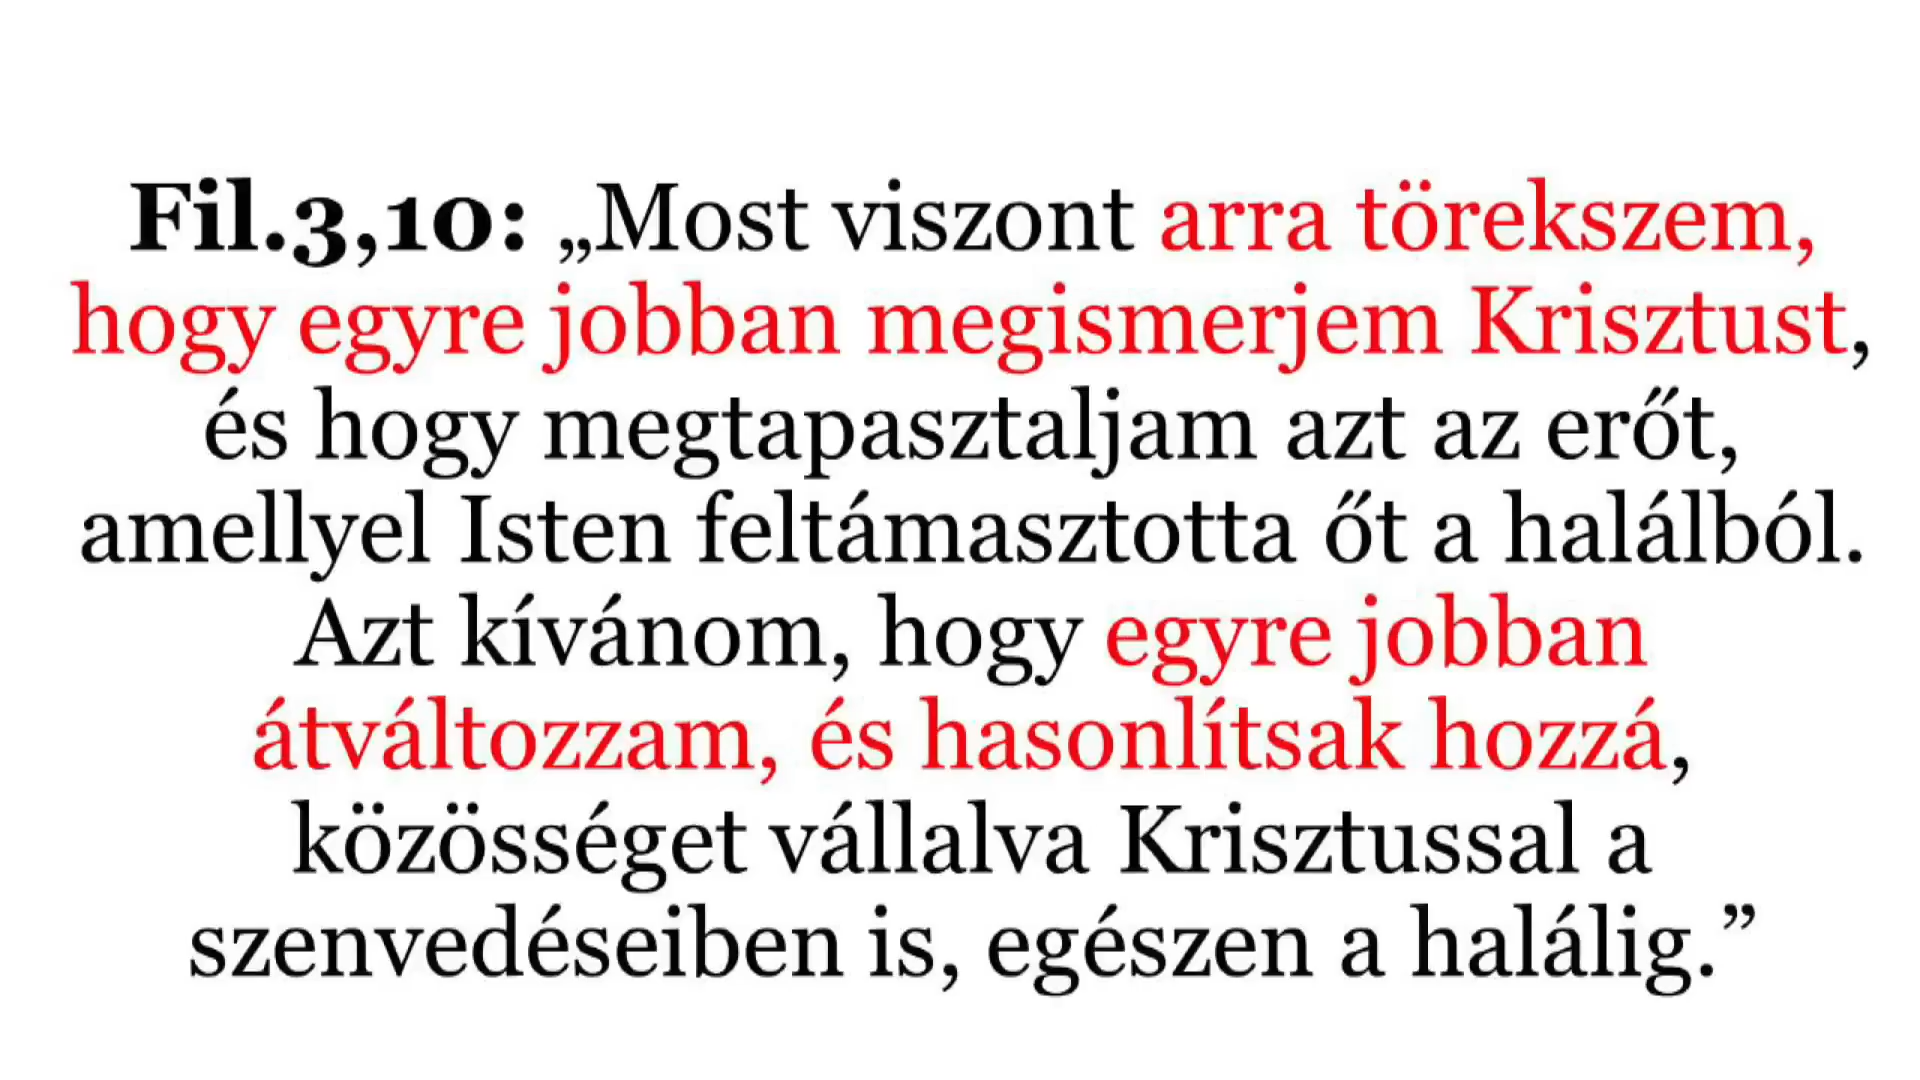 Fil.3,10: „Most viszont arra törekszem,
hogy egyre jobban megismerjem Krisztust,
és hogy megtapasztaljam azt az erőt,
amellyel Isten feltámasztotta őt a halálból.
Azt kívánom, hogy egyre jobban
átváltozzam, és hasonlítsak hozzá,
közösséget vállalva Krisztussal a
szenvedéseiben is, egészen a halálig.”